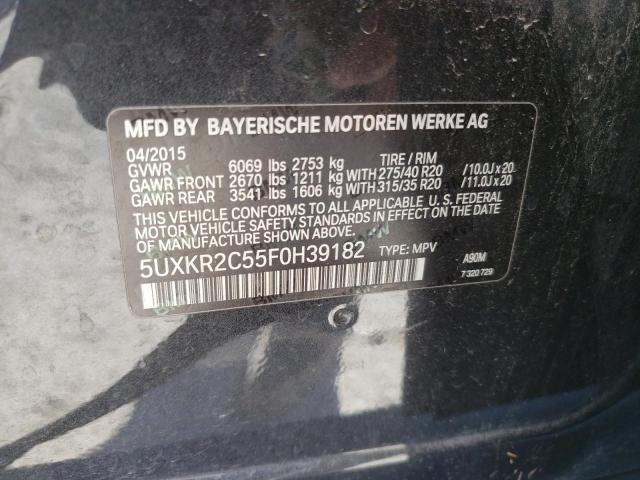 MFD BY BAYERISCHE MOTOREN WERKE AG
04/2015 TIRE / RIM
GVWR 6069 lbs 2753 kg
GAWR FRONT 2670 lbs 1211 kg WITH 275/40 R20 /10.0J x 20
GAWR REAR 3541 lbs 1606 kg WITH 315/35 R20 /11.0J x 20
THIS VEHICLE CONFORMS TO ALL APPLICABLE U. S. FEDERAL
MOTOR VEHICLE SAFETY STANDARDS IN EFFECT ON THE DATE OF
MANUFACTURE SHOWN ABOVE.
5UXKR2C55F0H39182 TYPE: MPV A90M
7 320 729